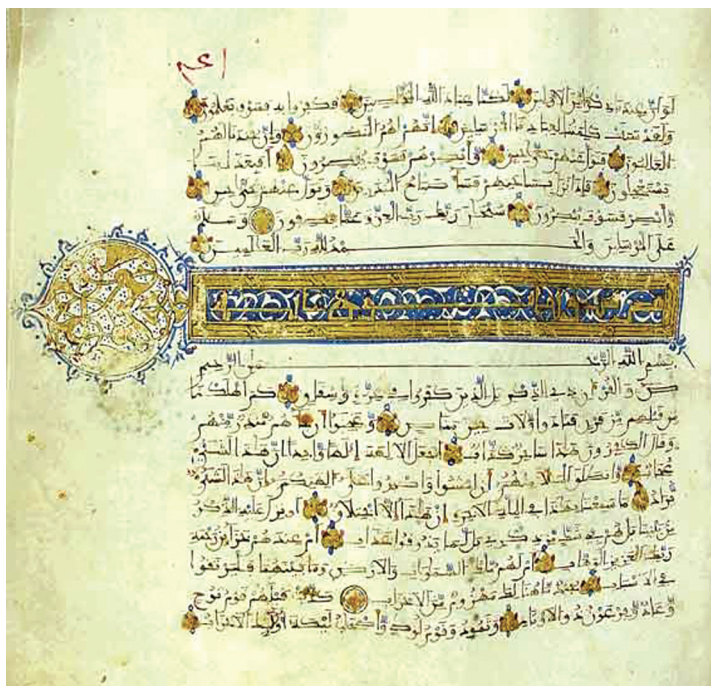 لو ان عندنا ذكرا من الاولين لكنا عباد الله المخلصين فكفروا به فسوف يعلمون
ولقد سبقت كلمتنا لعبادنا المرسلين انهم لهم المنصورون وان جندنا لهم
الغالبون فتول عنهم حتى حين وابصرهم فسوف يبصرون افبعذابنا
يستعجلون فاذا نزل بساحتهم فساء صباح المنذرين وتول عنهم حتى حين
وابصر فسوف يبصرون سبحان ربك رب العزة عما يصفون وسلام
على المرسلين والحمد لله رب العالمين
بسم الله الرحمن الرحيم
ص والقرءان ذي الذكر بل الذين كفروا في عزة وشقاق كم اهلكنا
من قبلهم من قرن فنادوا ولات حين مناص وعجبوا ان جاءهم منذر منهم
وقال الكافرون هذا ساحر كذاب اجعل الالهة الها واحدا ان هذا لشيء
عجاب وانطلق الملا منهم ان امشوا واصبروا على الهتكم ان هذا لشيء
يراد ما سمعنا بهذا في الملة الاخرة ان هذا الا اختلاق اءنزل عليه الذكر
من بيننا بل هم في شك من ذكري بل لما يذوقوا عذاب ام عندهم خزائن رحمة
ربك العزيز الوهاب ام لهم ملك السموات والارض وما بينهما فليرتقوا
في الاسباب جند ما هنالك مهزوم من الاحزاب كذبت قبلهم قوم نوح
وعاد وفرعون ذو الاوتاد وثمود وقوم لوط واصحاب ليكة اولئك الاحزاب